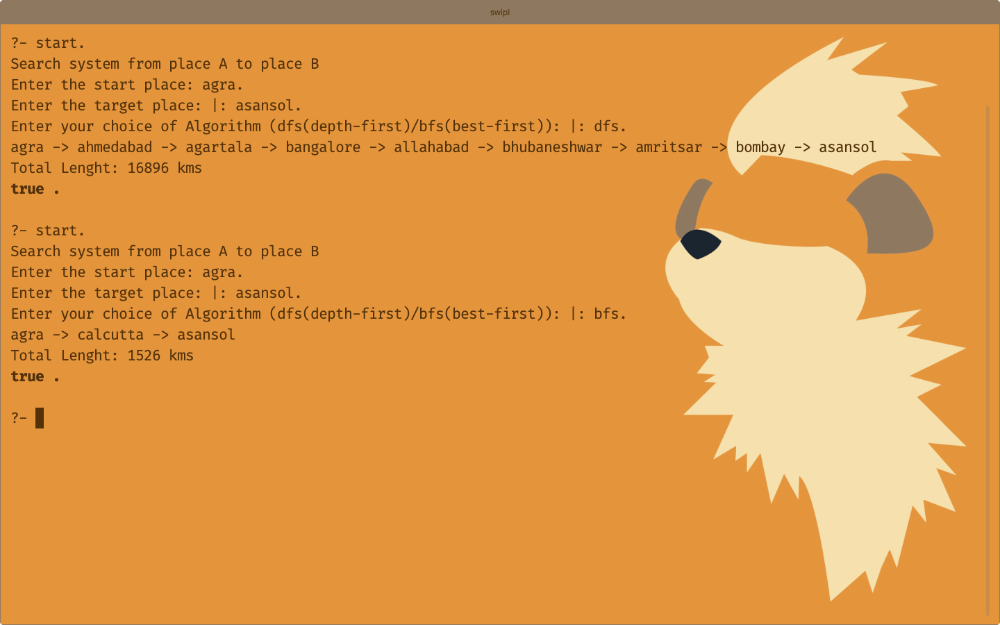 swipl
?- start.
Search system from place A to place B
Enter the start place: agra.
Enter the target place: |: asansol.
Enter your choice of Algorithm (dfs(depth-first)/bfs(best-first)): |: dfs.
agra -> ahmedabad -> agartala -> bangalore -> allahabad -> bhubaneshwar -> amritsar -> bombay -> asansol
Total Lenght: 16896 kms
true .
?- start.
Search system from place A to place B
Enter the start place: agra.
Enter the target place: |: asansol.
Enter your choice of Algorithm (dfs(depth-first)/bfs(best-first)): |: bfs.
agra -> calcutta -> asansol
Total Lenght: 1526 kms
true .
?-